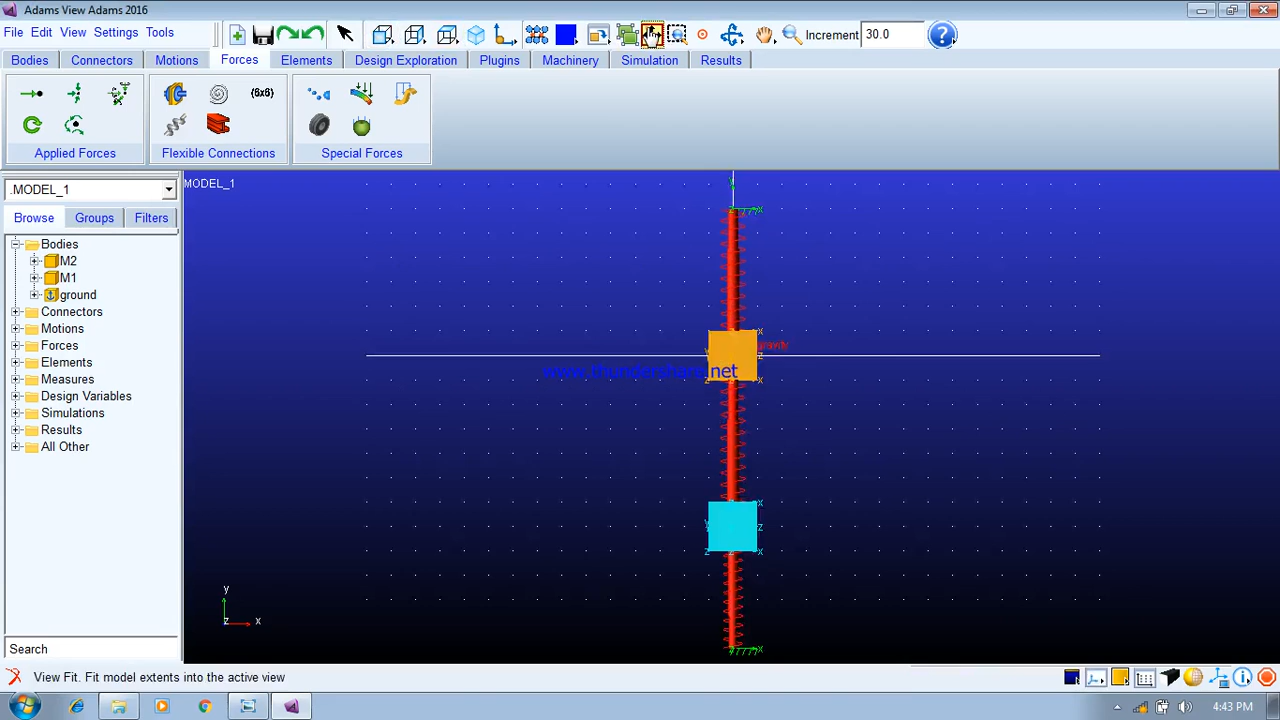 Adams View Adams 2016
File Edit View Settings Tools
Increment 30.0
Bodies Connectors Motions Forces Elements Design Exploration Plugins Machinery Simulation Results
(6x6)
Applied Forces Flexible Connections Special Forces
.MODEL_1
MODEL_1
Browse Groups Filters
Bodies
M2
M1
ground
Connectors
Motions
Forces
Elements
Measures
Design Variables
Simulations
Results
All Other
gravity
www.thundershare.net
y
z x
Search
View Fit. Fit model extents into the active view
4:43 PM